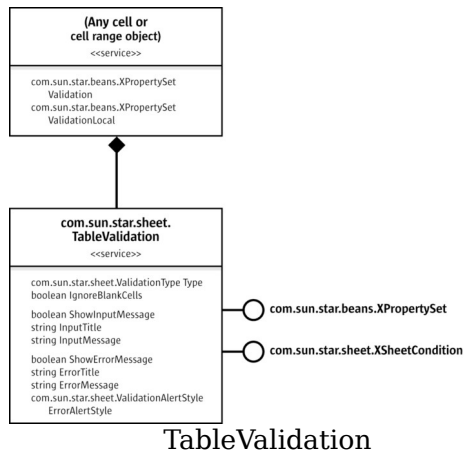 (Any cell or
cell range object)
<<service>>
com.sun.star.beans.XPropertySet
Validation
com.sun.star.beans.XPropertySet
ValidationLocal
com.sun.star.sheet.
TableValidation
<<service>>
com.sun.star.sheet.ValidationType Type
boolean IgnoreBlankCells
boolean ShowInputMessage
string InputTitle
string InputMessage
boolean ShowErrorMessage
string ErrorTitle
string ErrorMessage
com.sun.star.sheet.ValidationAlertStyle
ErrorAlertStyle
com.sun.star.beans.XPropertySet
com.sun.star.sheet.XSheetCondition
TableValidation